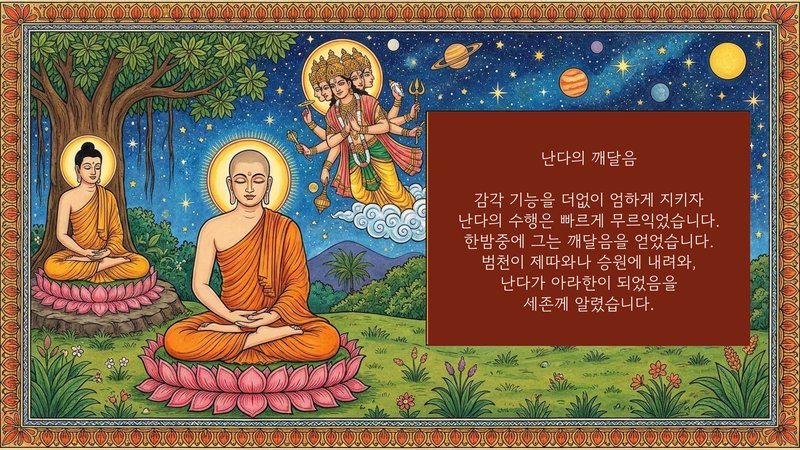 난다의 깨달음
감각 기능을 더없이 엄하게 지키자
난다의 수행은 빠르게 무르익었습니다.
한밤중에 그는 깨달음을 얻었습니다.
범천이 제따와나 승원에 내려와,
난다가 아라한이 되었음을
세존께 알렸습니다.